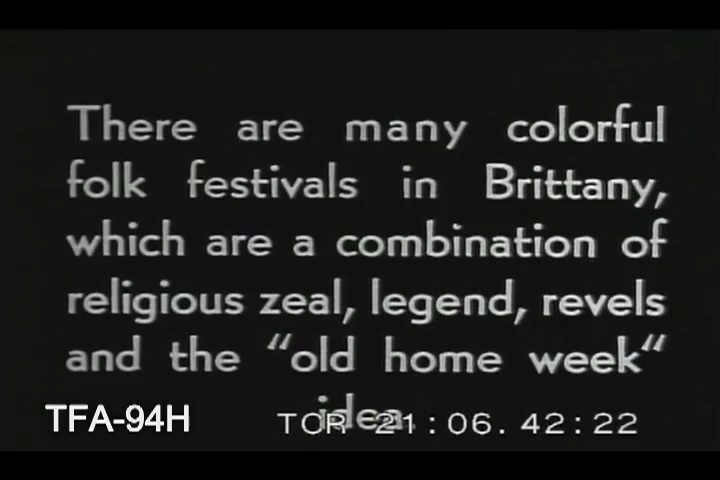 There are many colorful
folk festivals in Brittany,
which are a combination of
religious zeal, legend, revels
and the “old home week“
idea.
TFA-94H
TCR 21:06.42:22